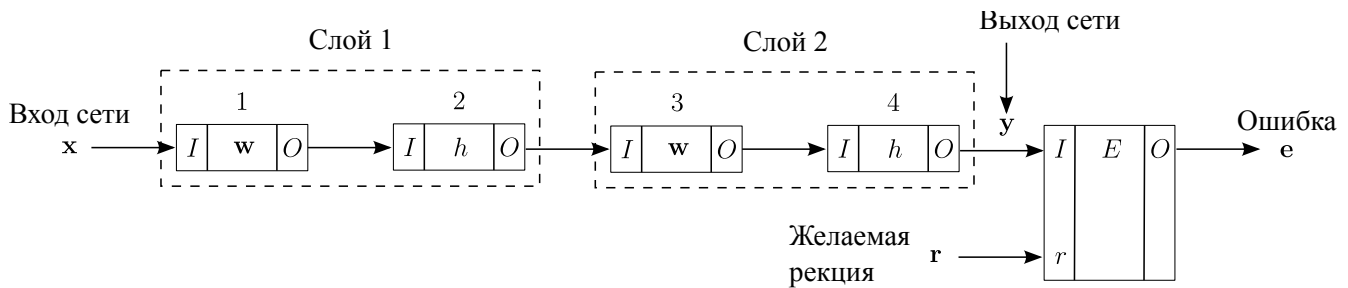 Выход сети
Слой 1
Слой 2
1
2
3
4
Вход сети
x
I w O
I h O
I w O
I h O
y
I E O
Ошибка
e
Желаемая
рекция
r
r